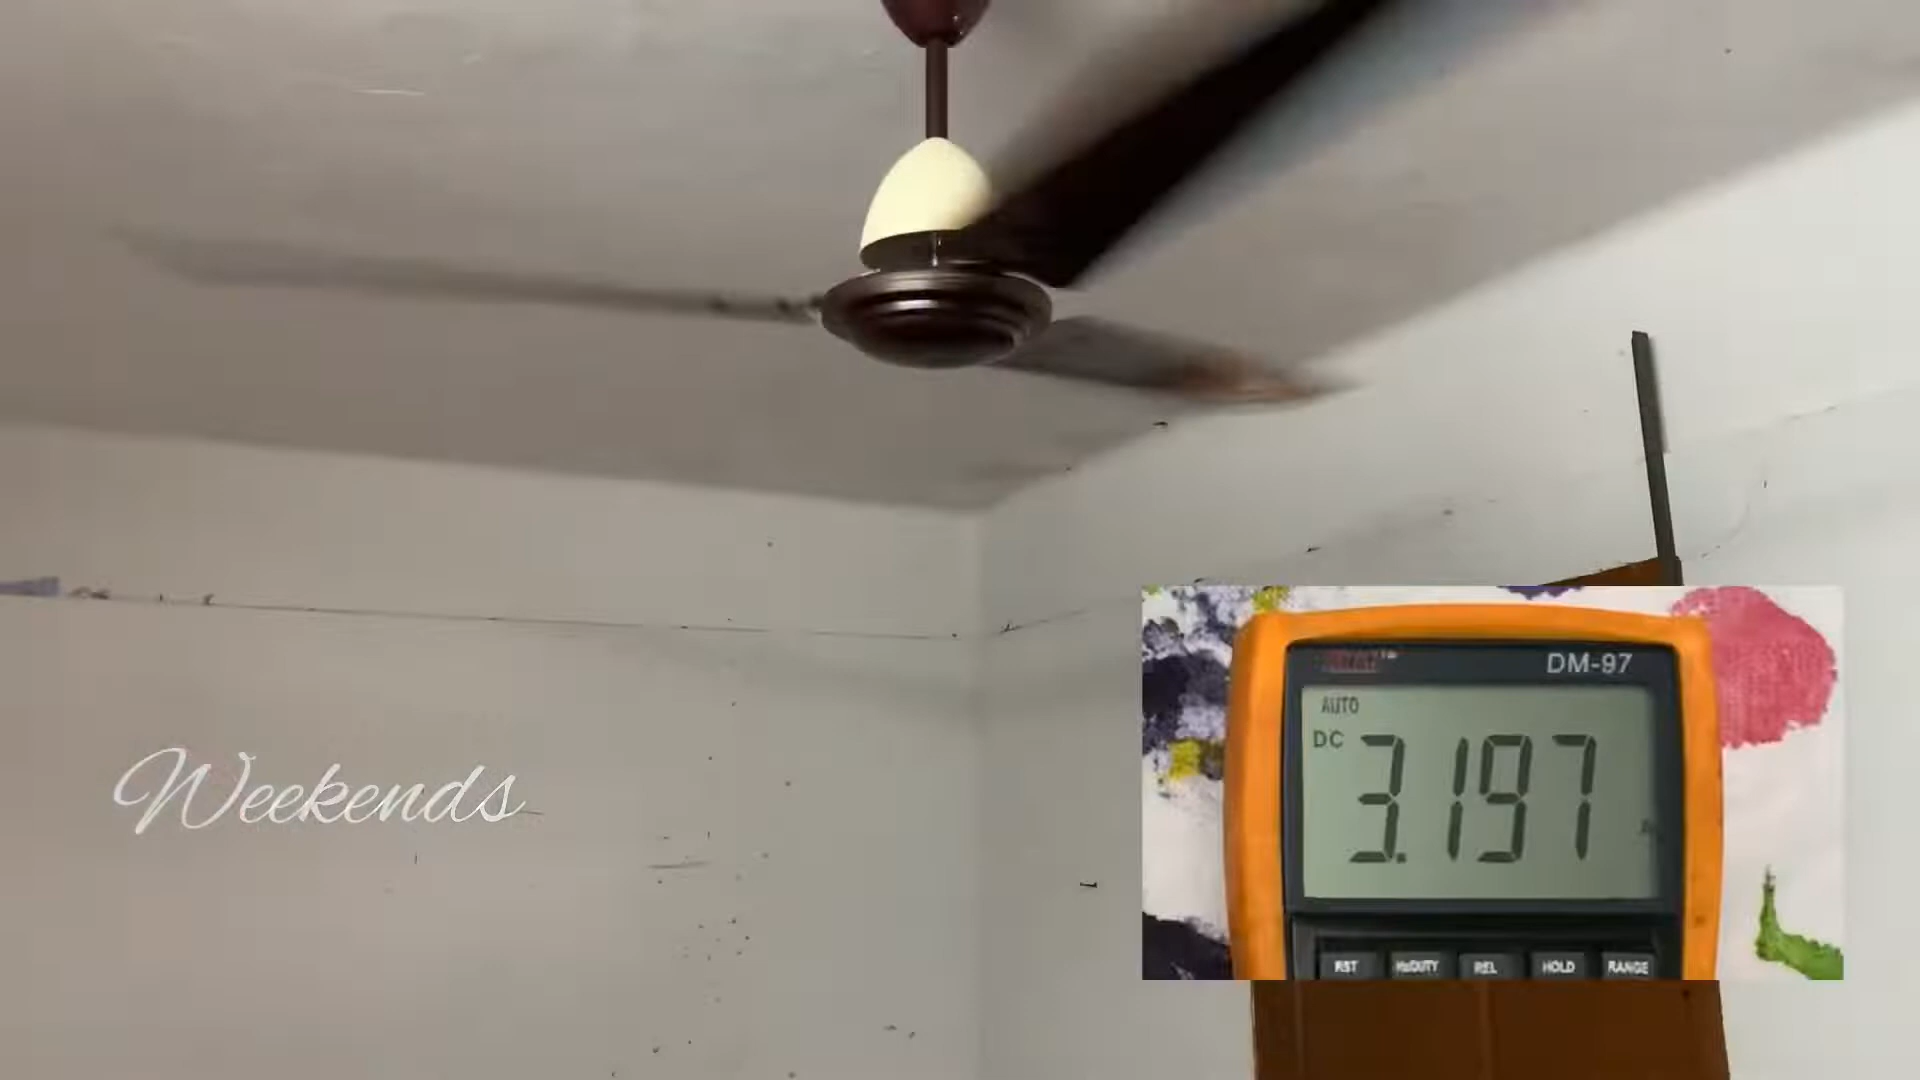 Weekends
DM-97
AUTO
DC 3.197
RST Hz/DUTY REL HOLD RANGE